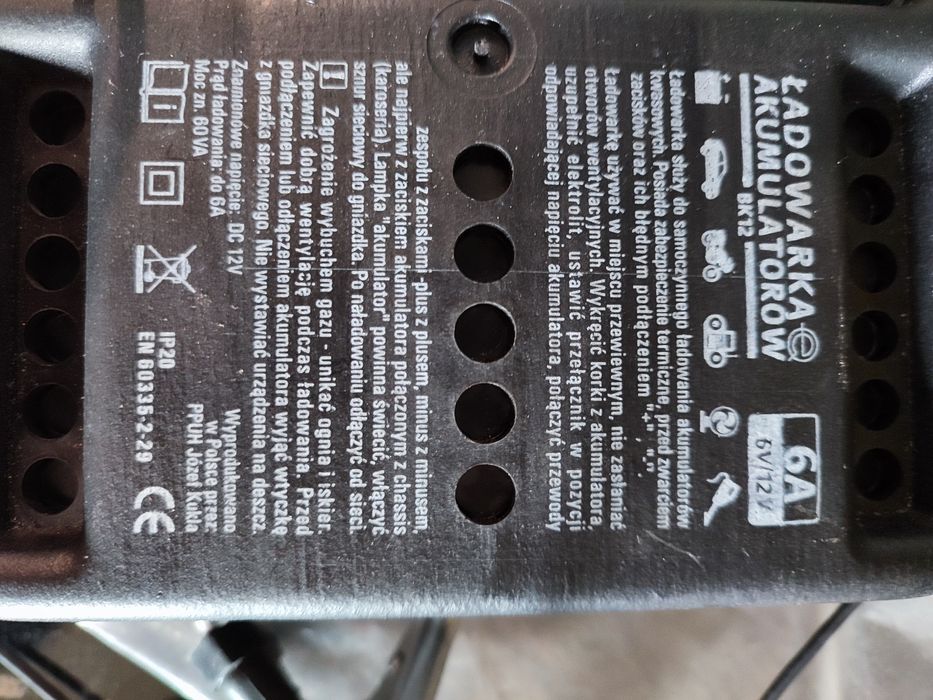 ŁADOWARKA
AKUMULATORÓW
BK12
6A
6V/12V
Ładowarka służy do samoczynnego ładowania akumulatorów
kwasowych. Posiada zabezpieczenie termiczne, przed zwarciem
zacisków oraz ich błędnym podłączeniem "+", "-".
Ładowarkę używać w miejscu przewiewnym, nie zasłaniać
otworów wentylacyjnych. Wykręcić korki z akumulatora,
uzupełnić elektrolit, ustawić przełącznik w pozycji
odpowiadającej napięciu akumulatora, połączyć przewody
zespołu z zaciskami-plus z plusem, minus z minusem,
ale najpierw z zaciskiem akumulatora połączonym z chassis
(karoseria). Lampka "akumulator" powinna świecić, włączyć
sznur sieciowy do gniazdka. Po naładowaniu odłączyć od sieci.
Zagrożenie wybuchem gazu - unikać ognia i iskier.
Zapewnić dobrą wentylację podczas ładowania. Przed
podłączeniem lub odłączeniem akumulatora wyjąć wtyczkę
z gniazdka sieciowego. Nie wystawiać urządzenia na deszcz.
Znamionowe napięcie: DC 12V
Prąd ładowania: do 6A
Moc zn. 60VA
Wyprodukowano
w Polsce przez:
PPUH Józef Kula
IP20
EN 60335-2-29
CE